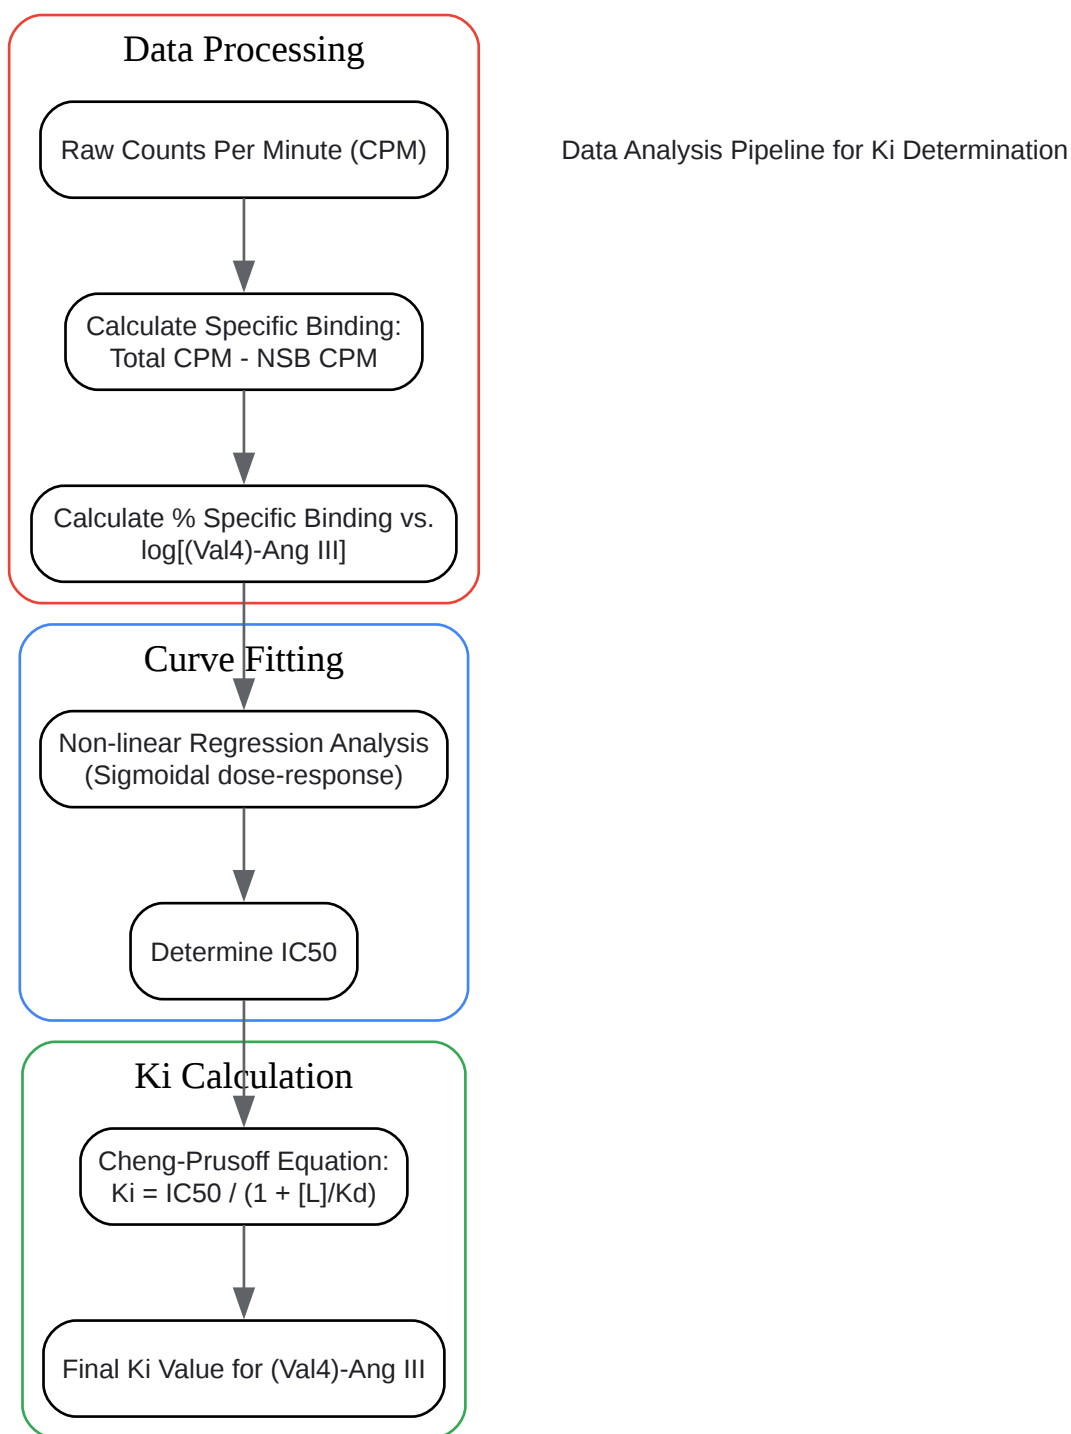 Data Processing
Raw Counts Per Minute (CPM)
Data Analysis Pipeline for Ki Determination
Calculate Specific Binding:
Total CPM - NSB CPM
Calculate % Specific Binding vs.
log[(Val4)-Ang III]
Curve Fitting
Non-linear Regression Analysis
(Sigmoidal dose-response)
Determine IC50
Ki Calculation
Cheng-Prusoff Equation:
Ki = IC50 / (1 + [L]/Kd)
Final Ki Value for (Val4)-Ang III